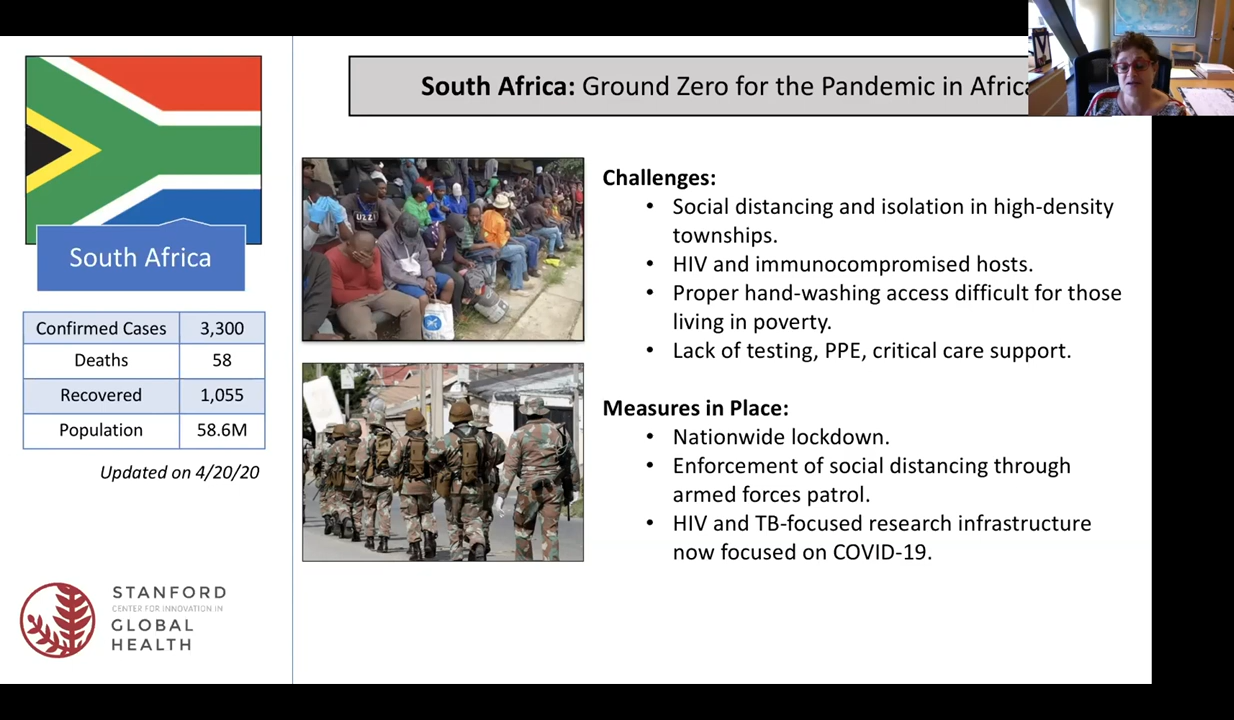 South Africa: Ground Zero for the Pandemic in Africa
South Africa
Confirmed Cases 3,300
Deaths 58
Recovered 1,055
Population 58.6M
Updated on 4/20/20
STANFORD
CENTER FOR INNOVATION IN
GLOBAL
HEALTH
UZZI
Challenges:
• Social distancing and isolation in high-density
townships.
• HIV and immunocompromised hosts.
• Proper hand-washing access difficult for those
living in poverty.
• Lack of testing, PPE, critical care support.
Measures in Place:
• Nationwide lockdown.
• Enforcement of social distancing through
armed forces patrol.
• HIV and TB-focused research infrastructure
now focused on COVID-19.